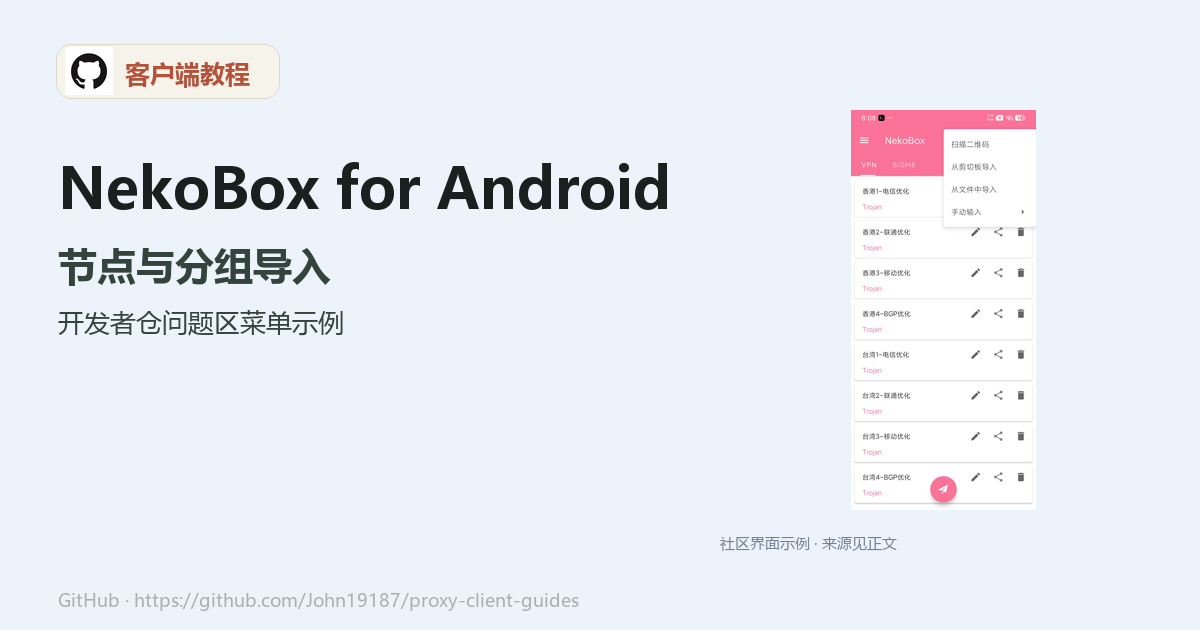 客户端教程
NekoBox for Android
节点与分组导入
开发者仓问题区菜单示例
8:08
NekoBox
扫描二维码
从剪切板导入
从文件中导入
手动输入
VPN
BIGME
香港1-电信优化
Trojan
香港2-联通优化
Trojan
香港3-移动优化
Trojan
香港4-BGP优化
Trojan
台湾1-电信优化
Trojan
台湾2-联通优化
Trojan
台湾3-移动优化
Trojan
台湾4-BGP优化
Trojan
社区界面示例 · 来源见正文
GitHub · https://github.com/John19187/proxy-client-guides